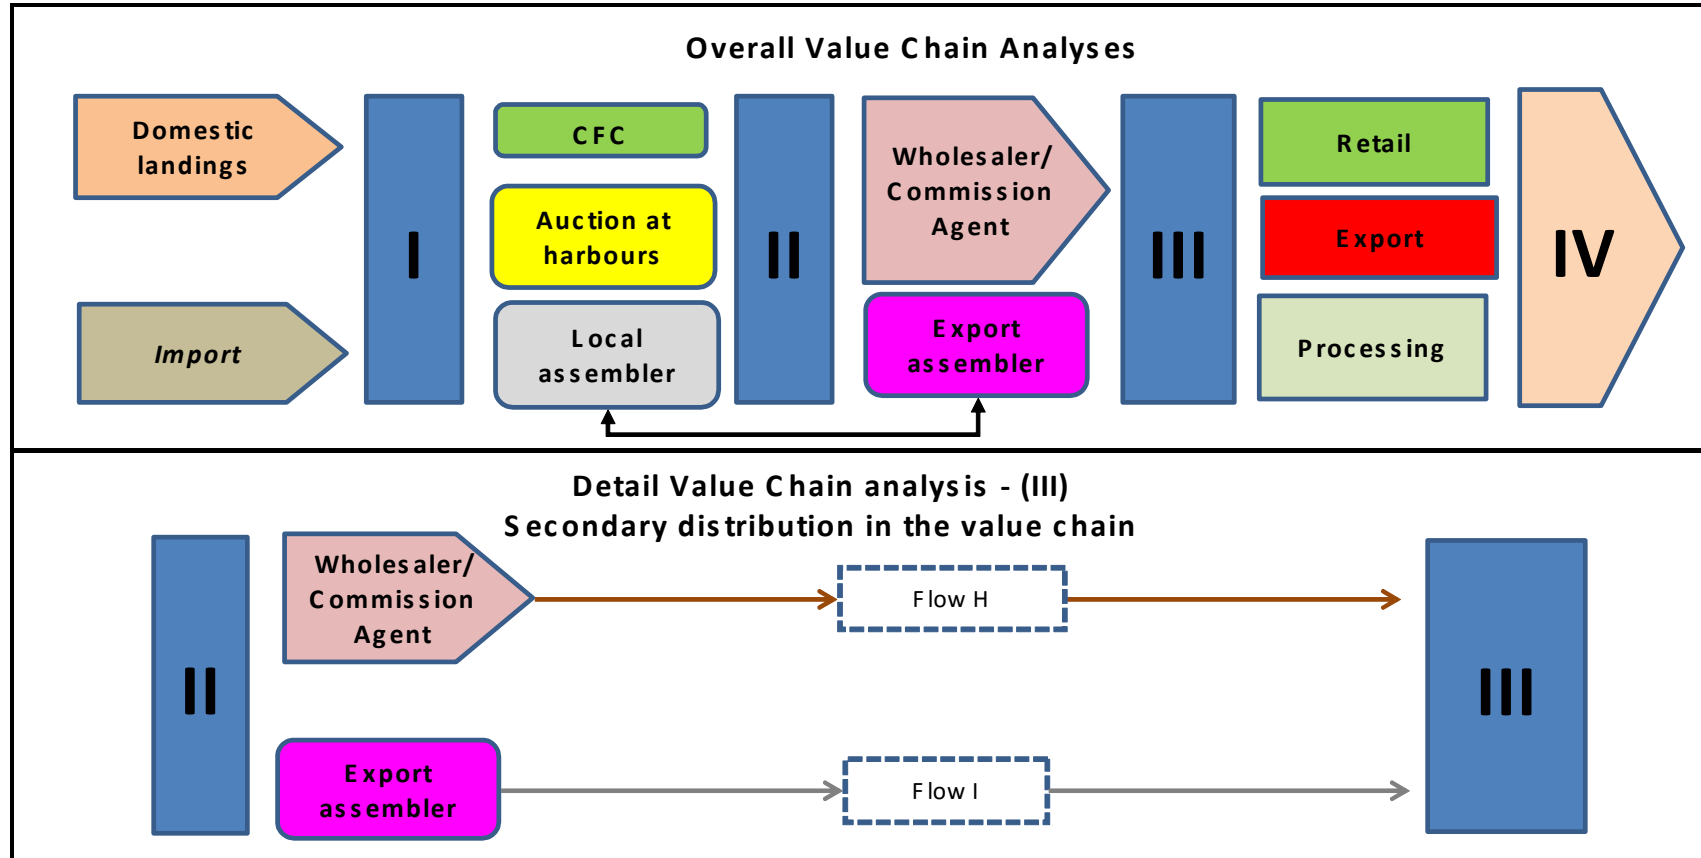 Overall Value Chain Analyses
Domestic
landings
Import
I
CFC
Auction at
harbours
Local
assembler
II
Wholesaler/
Commission
Agent
Export
assembler
III
Retail
Export
Processing
IV
Detail Value Chain analysis - (III)
Secondary distribution in the value chain
II
Wholesaler/
Commission
Agent
Flow H
Export
assembler
Flow I
III